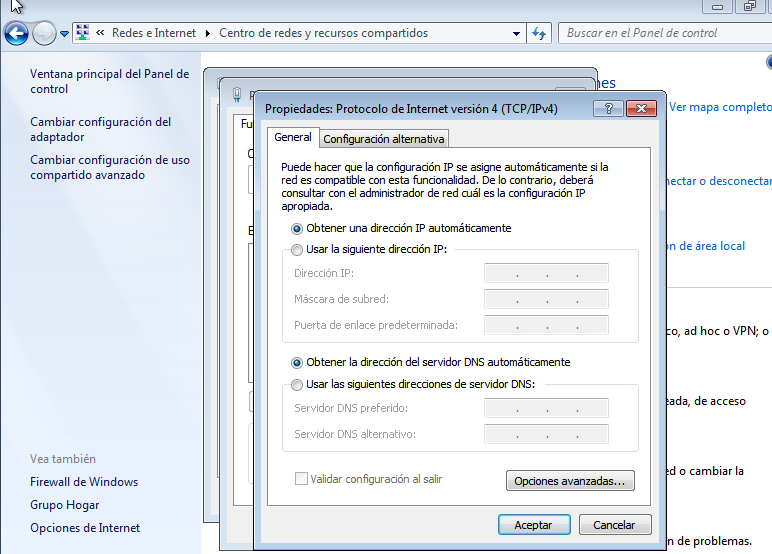 « Redes e Internet ▸ Centro de redes y recursos compartidos
Buscar en el Panel de control
Ventana principal del Panel de
control
Cambiar configuración del
adaptador
Cambiar configuración de uso
compartido avanzado
Vea también
Firewall de Windows
Grupo Hogar
Opciones de Internet
Propiedades: Protocolo de Internet versión 4 (TCP/IPv4)
General
Configuración alternativa
Puede hacer que la configuración IP se asigne automáticamente si la
red es compatible con esta funcionalidad. De lo contrario, deberá
consultar con el administrador de red cuál es la configuración IP
apropiada.
Obtener una dirección IP automáticamente
Usar la siguiente dirección IP:
Dirección IP:
Máscara de subred:
Puerta de enlace predeterminada:
Obtener la dirección del servidor DNS automáticamente
Usar las siguientes direcciones de servidor DNS:
Servidor DNS preferido:
Servidor DNS alternativo:
Validar configuración al salir
Opciones avanzadas...
Aceptar
Cancelar
Ver mapa completo
o desconectar
de área local
ad hoc o VPN; o
de acceso
o cambiar la
de problemas.